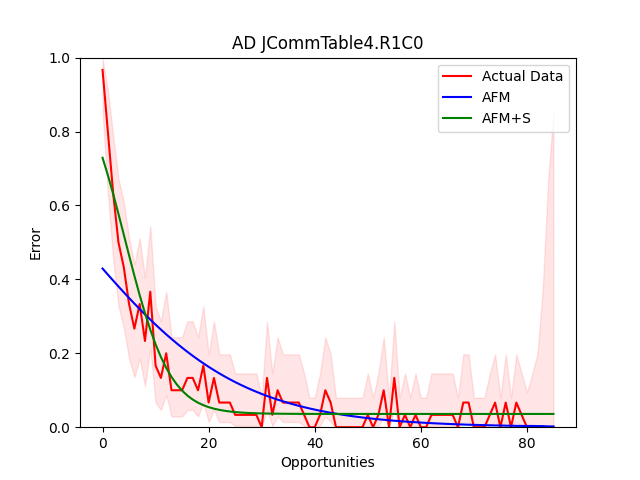 AD JCommTable4.R1C0
Actual Data
AFM
AFM+S
1.0
0.8
0.6
0.4
0.2
0.0
Error
0 20 40 60 80
Opportunities